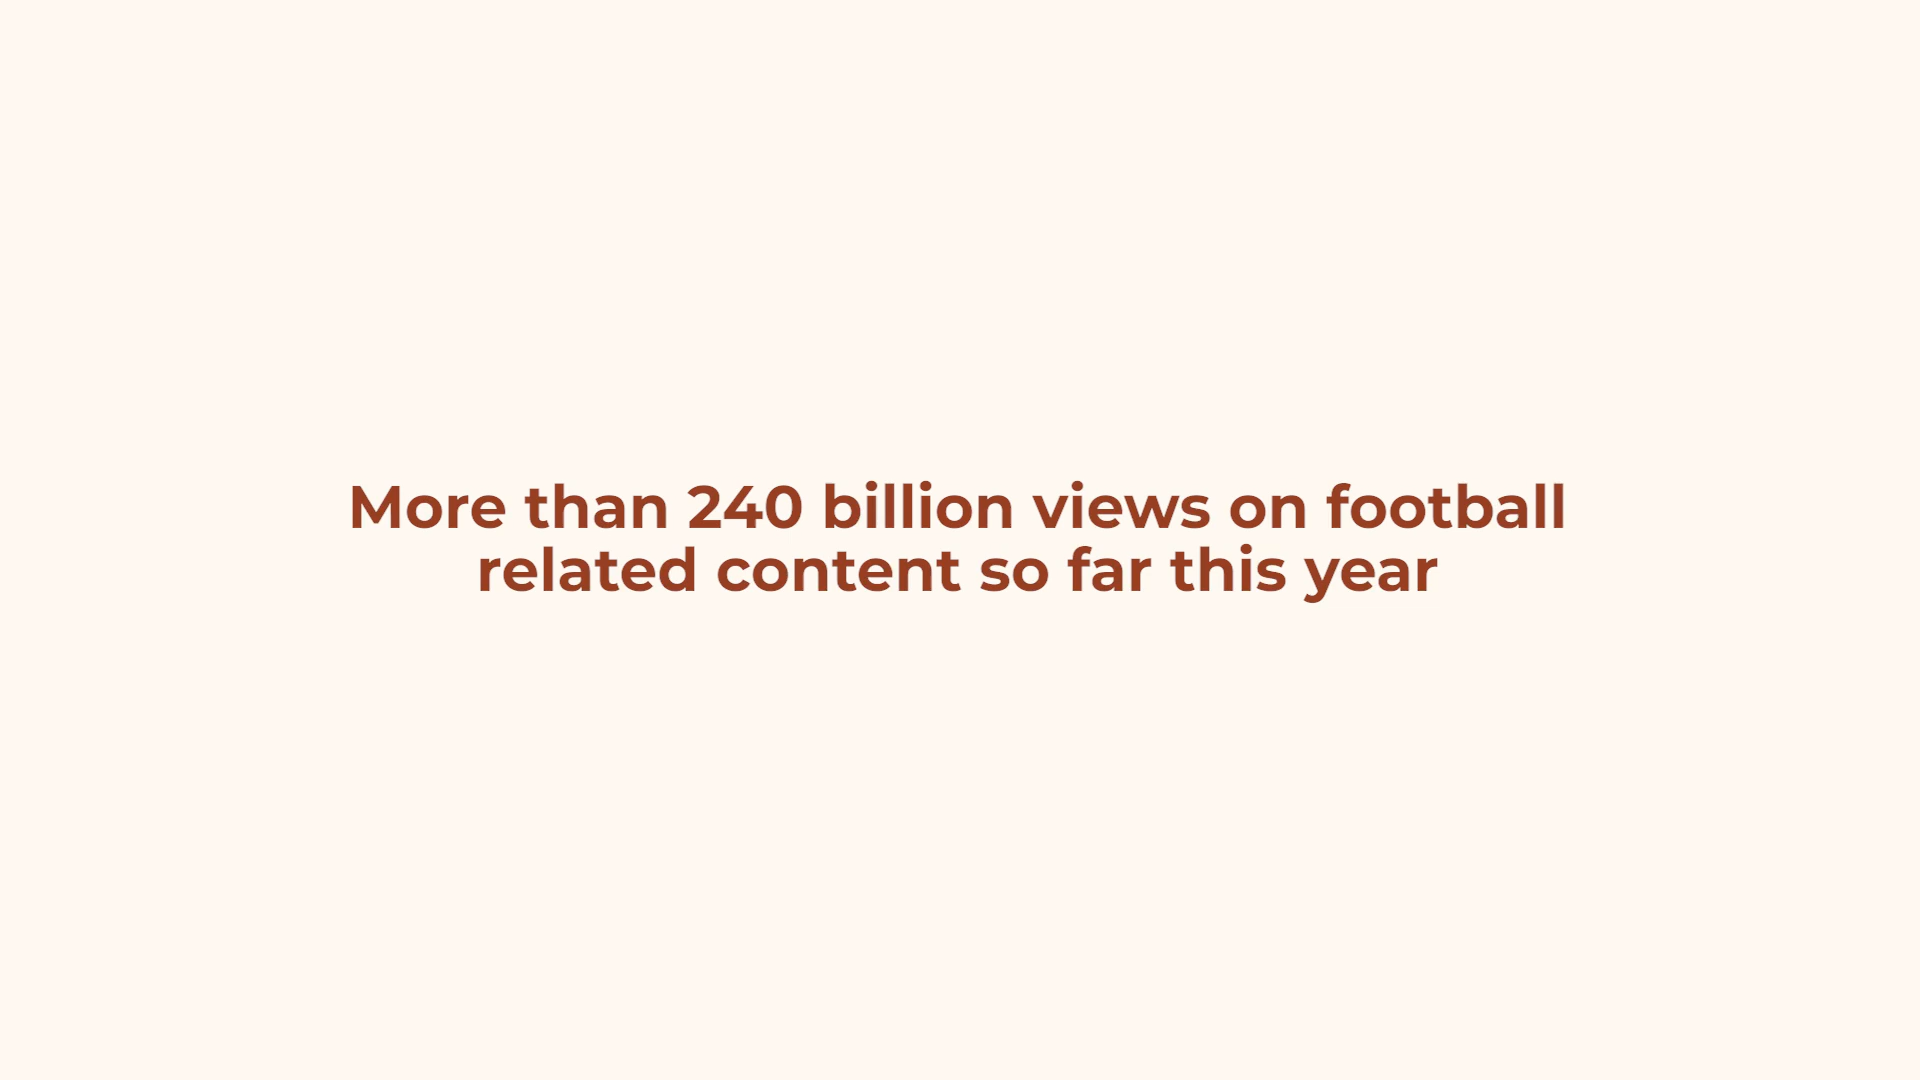 More than 240 billion views on football
related content so far this year